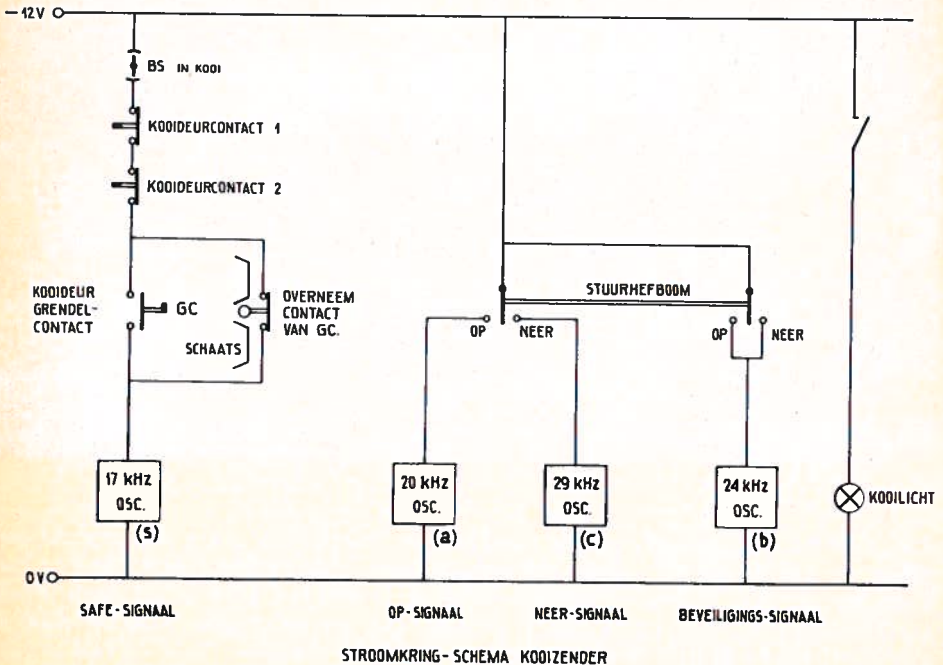 -12V
BS IN KOOI
KOOIDEURCONTACT 1
KOOIDEURCONTACT 2
KOOIDEUR
GRENDEL-
CONTACT
GC
SCHAATS
OVERNEEM
CONTACT
VAN GC.
STUURHEFBOOM
OP
NEER
OP
NEER
17 kHz
OSC.
(s)
20 kHz
OSC.
(a)
29 kHz
OSC.
(c)
24 kHz
OSC.
(b)
KOOILICHT
0V
SAFE-SIGNAAL
OP-SIGNAAL
NEER-SIGNAAL
BEVEILIGINGS-SIGNAAL
STROOMKRING-SCHEMA KOOIZENDER